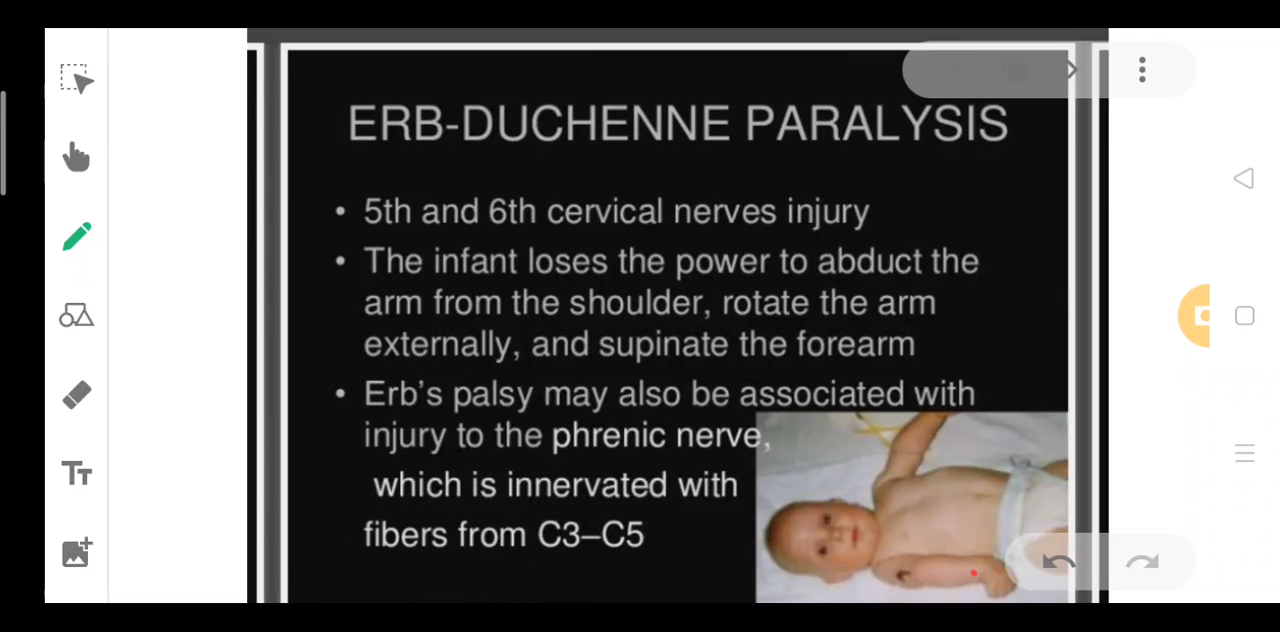 ERB-DUCHENNE PARALYSIS
• 5th and 6th cervical nerves injury
• The infant loses the power to abduct the
arm from the shoulder, rotate the arm
externally, and supinate the forearm
• Erb's palsy may also be associated with
injury to the phrenic nerve,
which is innervated with
fibers from C3–C5
TT